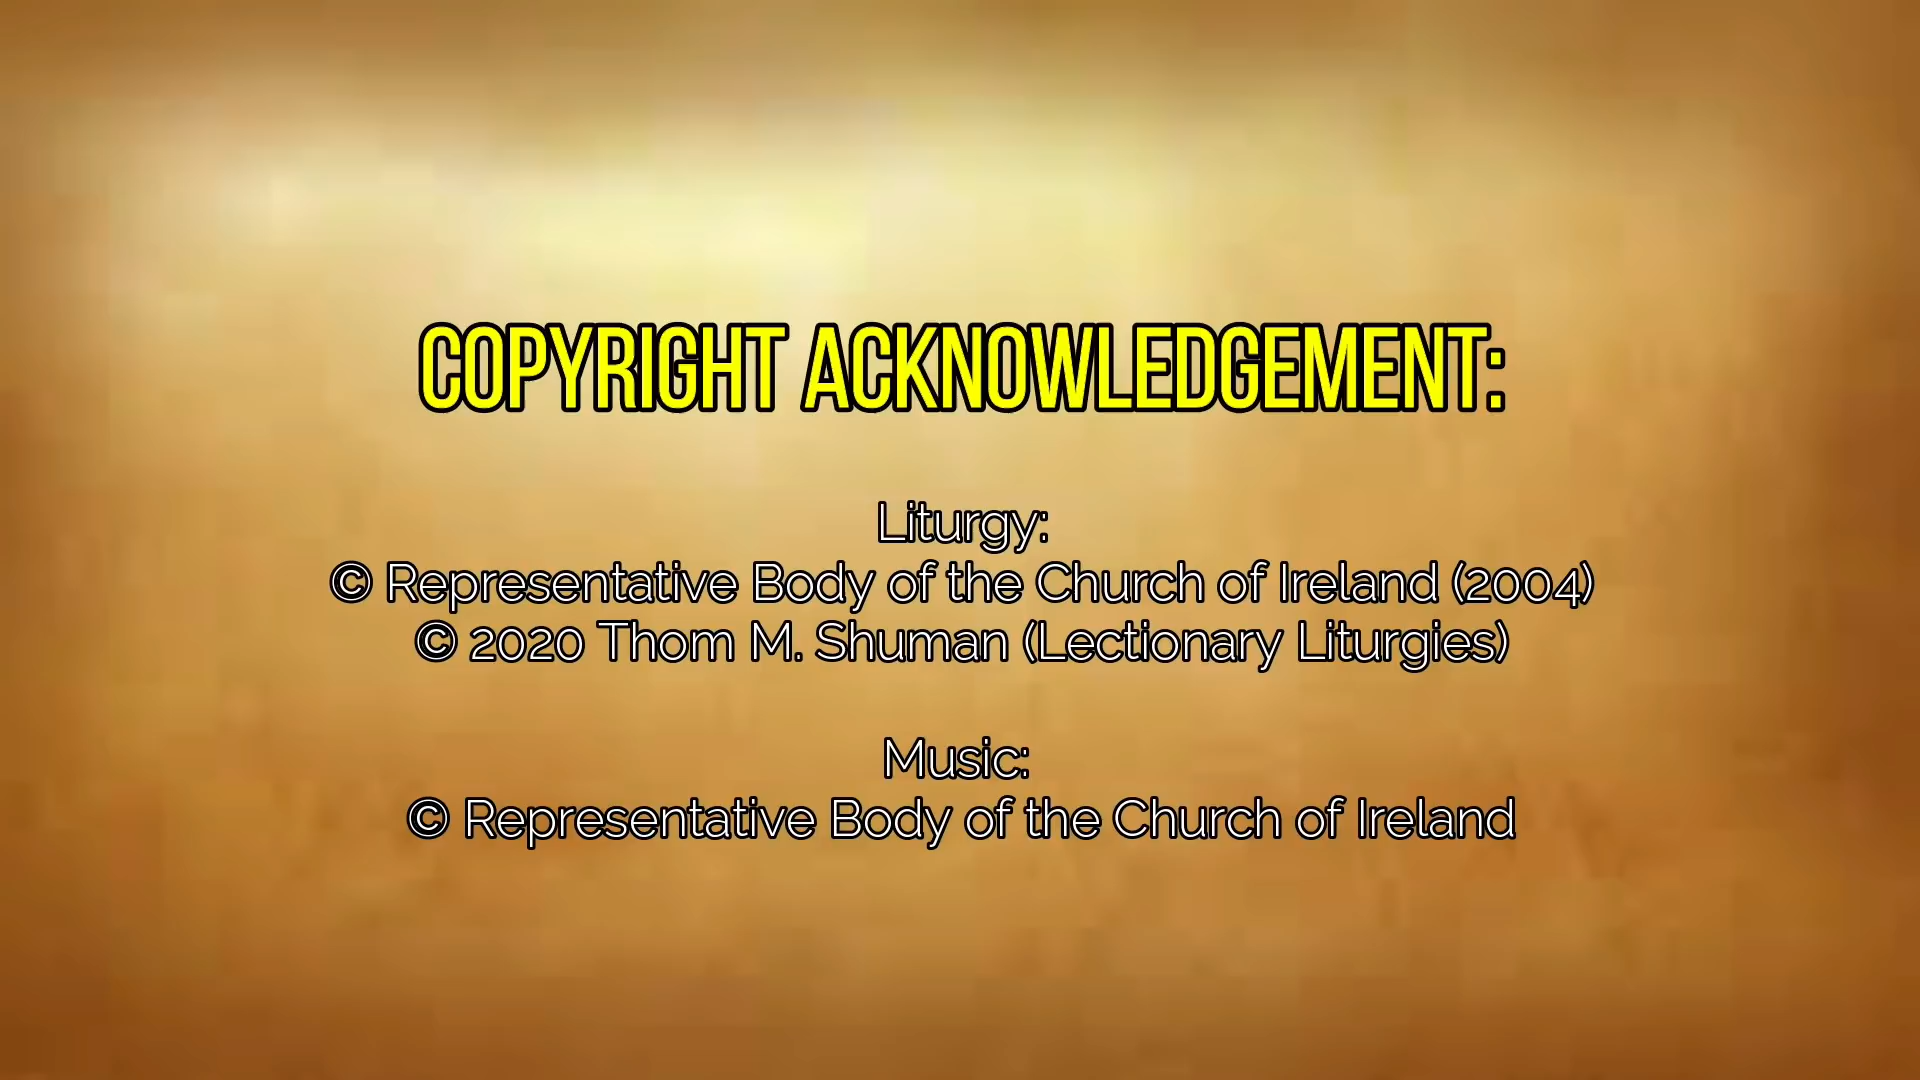 COPYRIGHT ACKNOWLEDGEMENT:
Liturgy:
© Representative Body of the Church of Ireland (2004)
© 2020 Thom M. Shuman (Lectionary Liturgies)
Music:
© Representative Body of the Church of Ireland